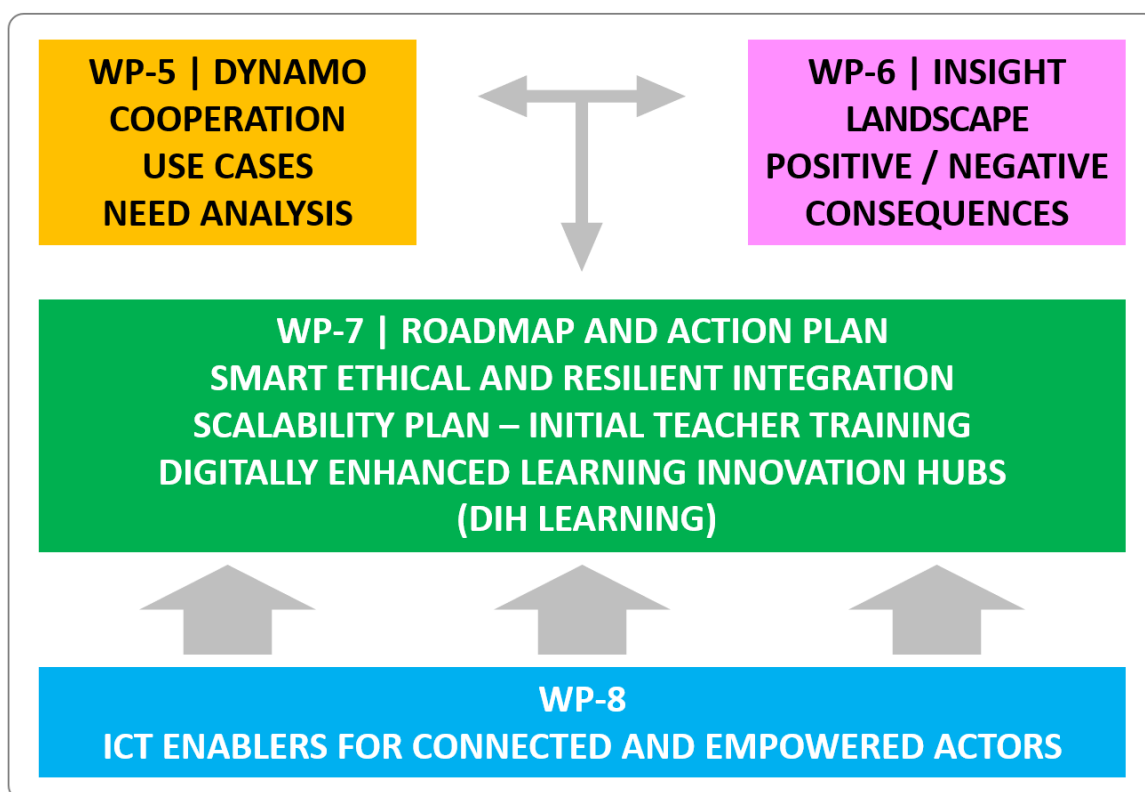 WP-5 | DYNAMO
COOPERATION
USE CASES
NEED ANALYSIS
WP-6 | INSIGHT
LANDSCAPE
POSITIVE / NEGATIVE
CONSEQUENCES
WP-7 | ROADMAP AND ACTION PLAN
SMART ETHICAL AND RESILIENT INTEGRATION
SCALABILITY PLAN – INITIAL TEACHER TRAINING
DIGITALLY ENHANCED LEARNING INNOVATION HUBS
(DIH LEARNING)
WP-8
ICT ENABLERS FOR CONNECTED AND EMPOWERED ACTORS